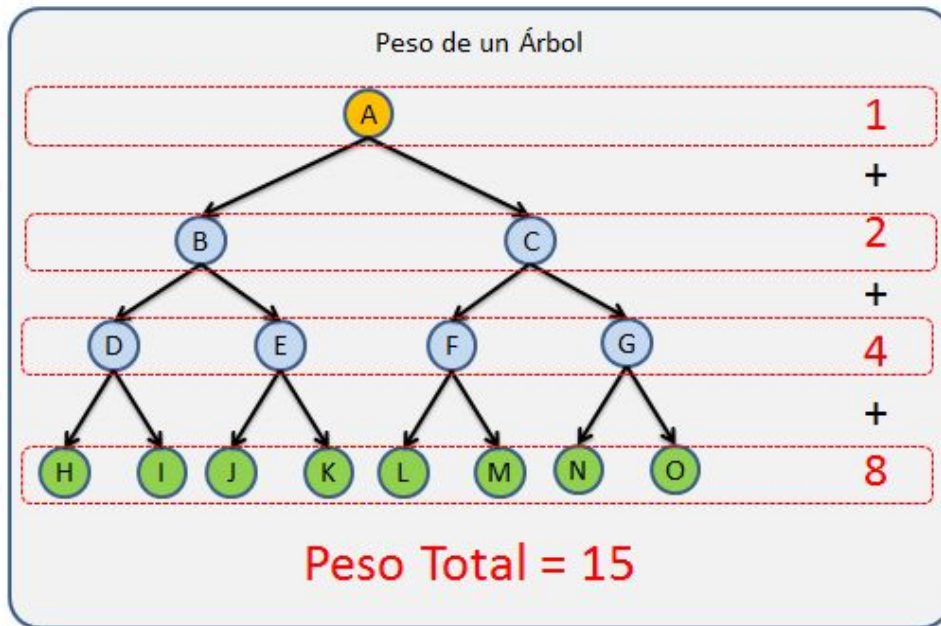 Peso de un Árbol
A
1
+
B
C
2
+
D
E
F
G
4
+
H
I
J
K
L
M
N
O
8
Peso Total = 15